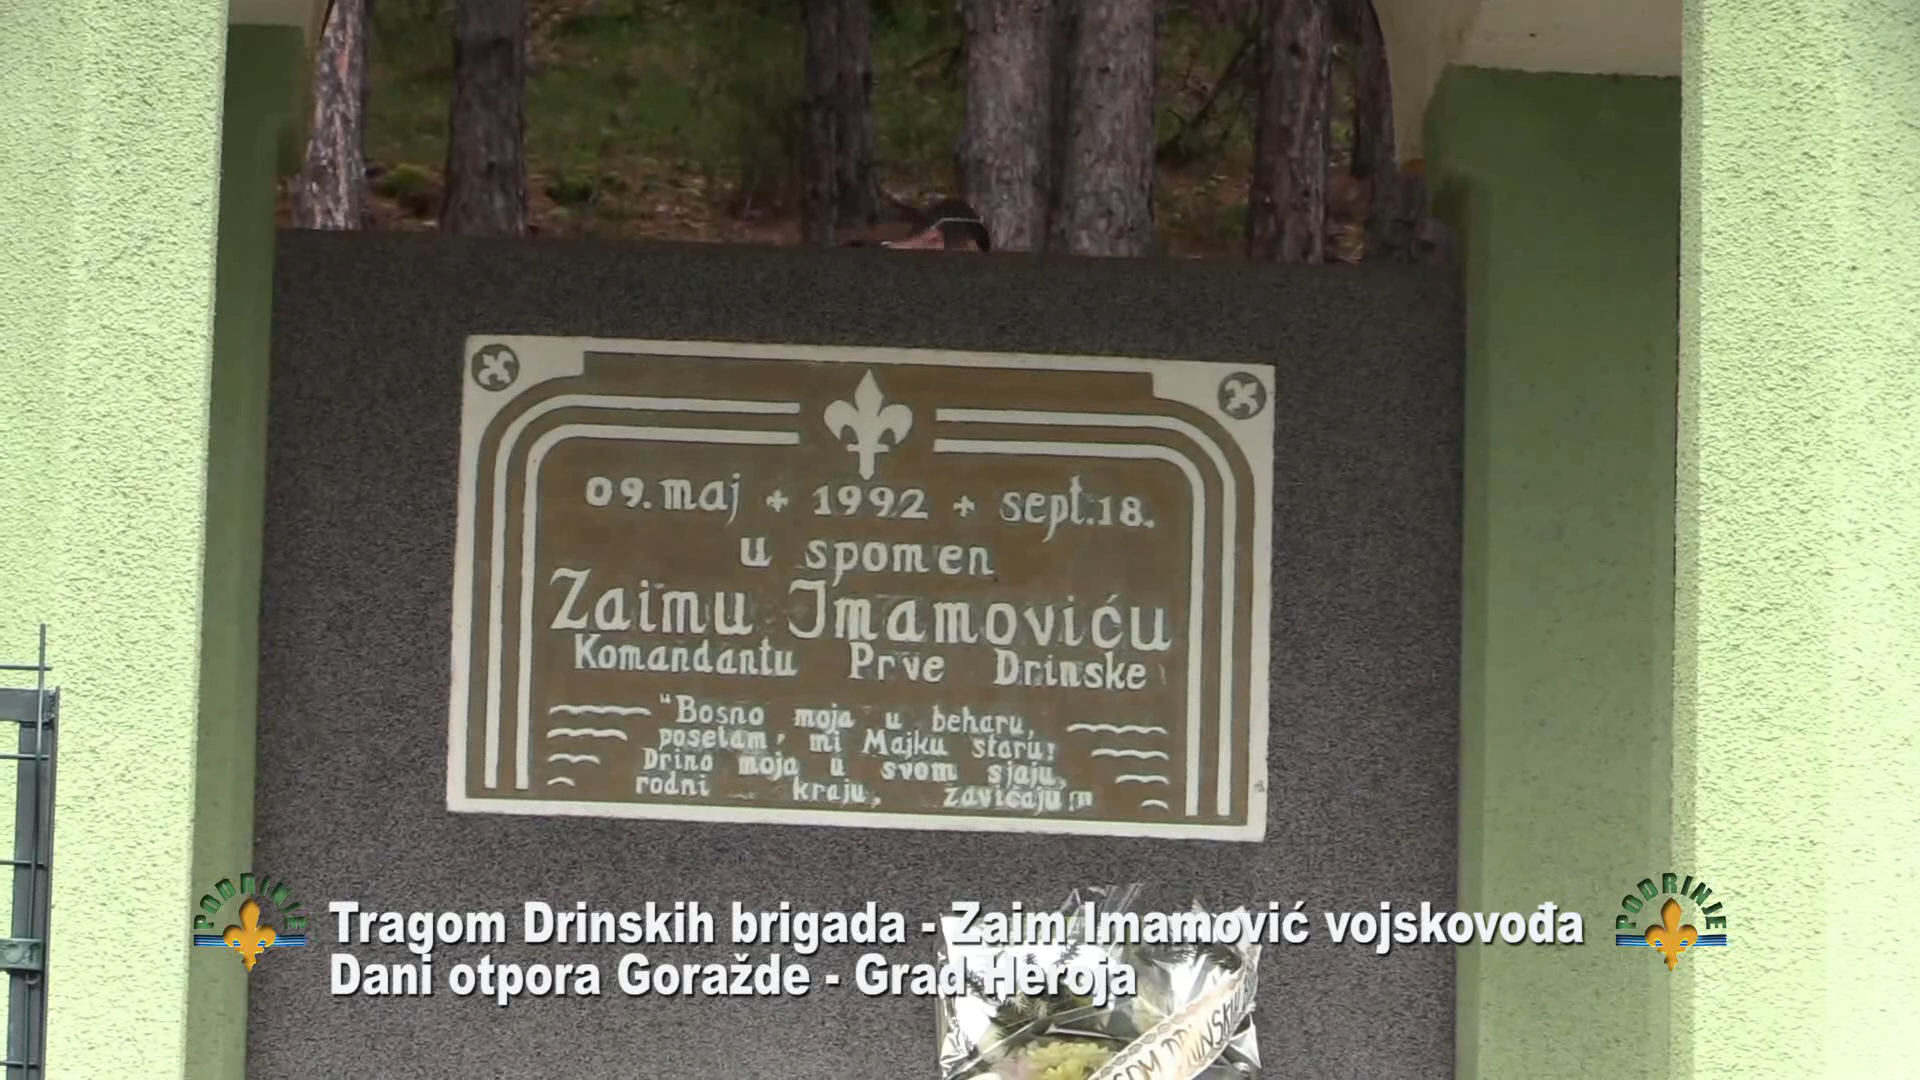 09. maj + 1992 + sept. 18.
u spomen
Zaimu Imamoviću
Komandantu Prve Drinske
"Bosno moja u beharu,
poselam' mi Majku staru!
Drino moja u svom sjaju,
rodni kraju, zavičaju!"
PODRINJE
Tragom Drinskih brigada - Zaim Imamović vojskovođa
Dani otpora Goražde - Grad Heroja
PODRINJE